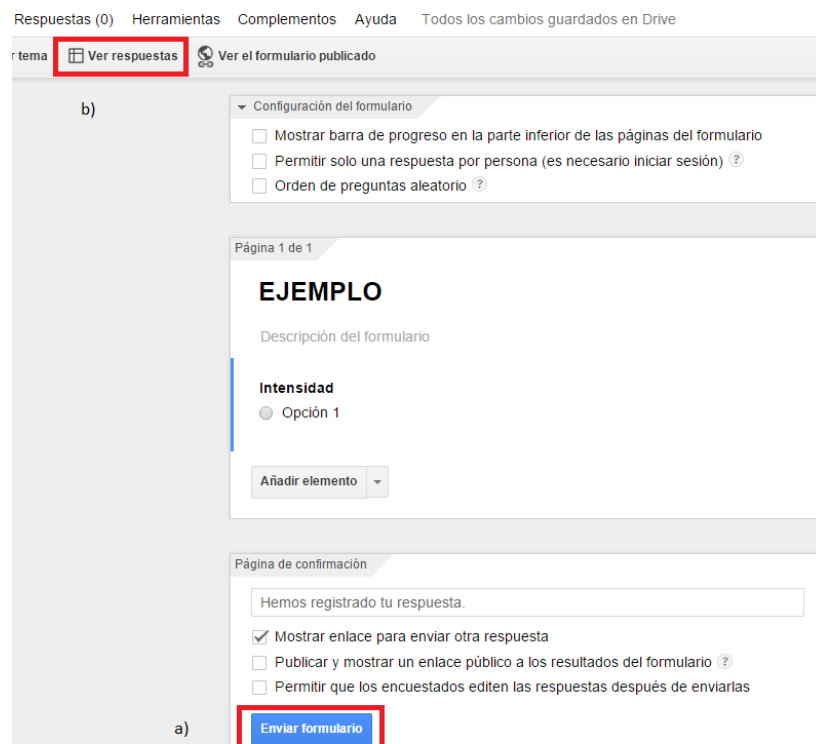 Respuestas (0) Herramientas Complementos Ayuda Todos los cambios guardados en Drive
r tema Ver respuestas Ver el formulario publicado
b)
Configuración del formulario
Mostrar barra de progreso en la parte inferior de las páginas del formulario
Permitir solo una respuesta por persona (es necesario iniciar sesión) ?
Orden de preguntas aleatorio ?
Página 1 de 1
EJEMPLO
Descripción del formulario
Intensidad
Opción 1
Añadir elemento
Página de confirmación
Hemos registrado tu respuesta.
Mostrar enlace para enviar otra respuesta
Publicar y mostrar un enlace público a los resultados del formulario ?
Permitir que los encuestados editen las respuestas después de enviarlas
a) Enviar formulario